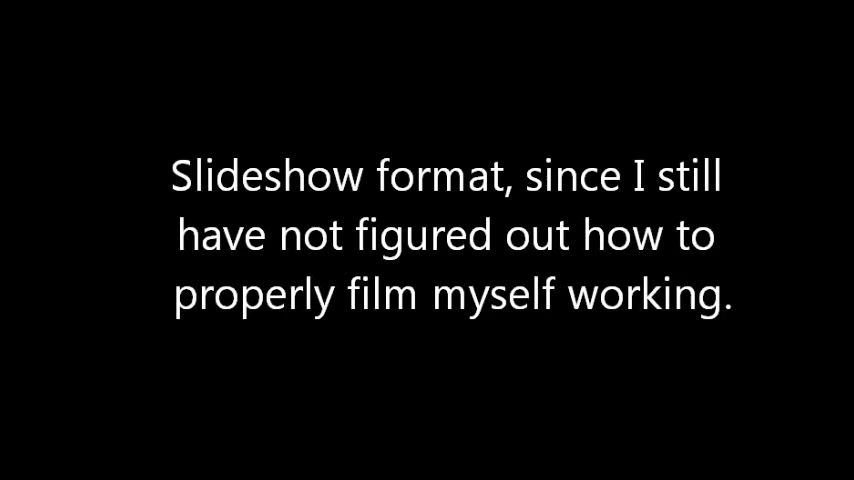 Slideshow format, since I still
have not figured out how to
properly film myself working.